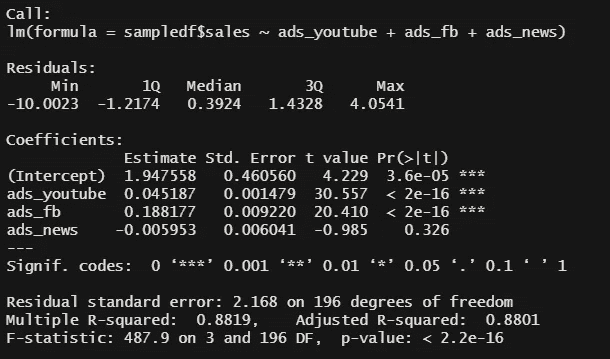 Call:
lm(formula = sampledf$sales ~ ads_youtube + ads_fb + ads_news)
Residuals:
Min 1Q Median 3Q Max
-10.0023 -1.2174 0.3924 1.4328 4.0541
Coefficients:
Estimate Std. Error t value Pr(>|t|)
(Intercept) 1.947558 0.460560 4.229 3.6e-05 ***
ads_youtube 0.045187 0.001479 30.557 < 2e-16 ***
ads_fb 0.188177 0.009220 20.410 < 2e-16 ***
ads_news -0.005953 0.006041 -0.985 0.326
---
Signif. codes: 0 ‘***’ 0.001 ‘**’ 0.01 ‘*’ 0.05 ‘.’ 0.1 ‘ ’ 1
Residual standard error: 2.168 on 196 degrees of freedom
Multiple R-squared: 0.8819, Adjusted R-squared: 0.8801
F-statistic: 487.9 on 3 and 196 DF, p-value: < 2.2e-16